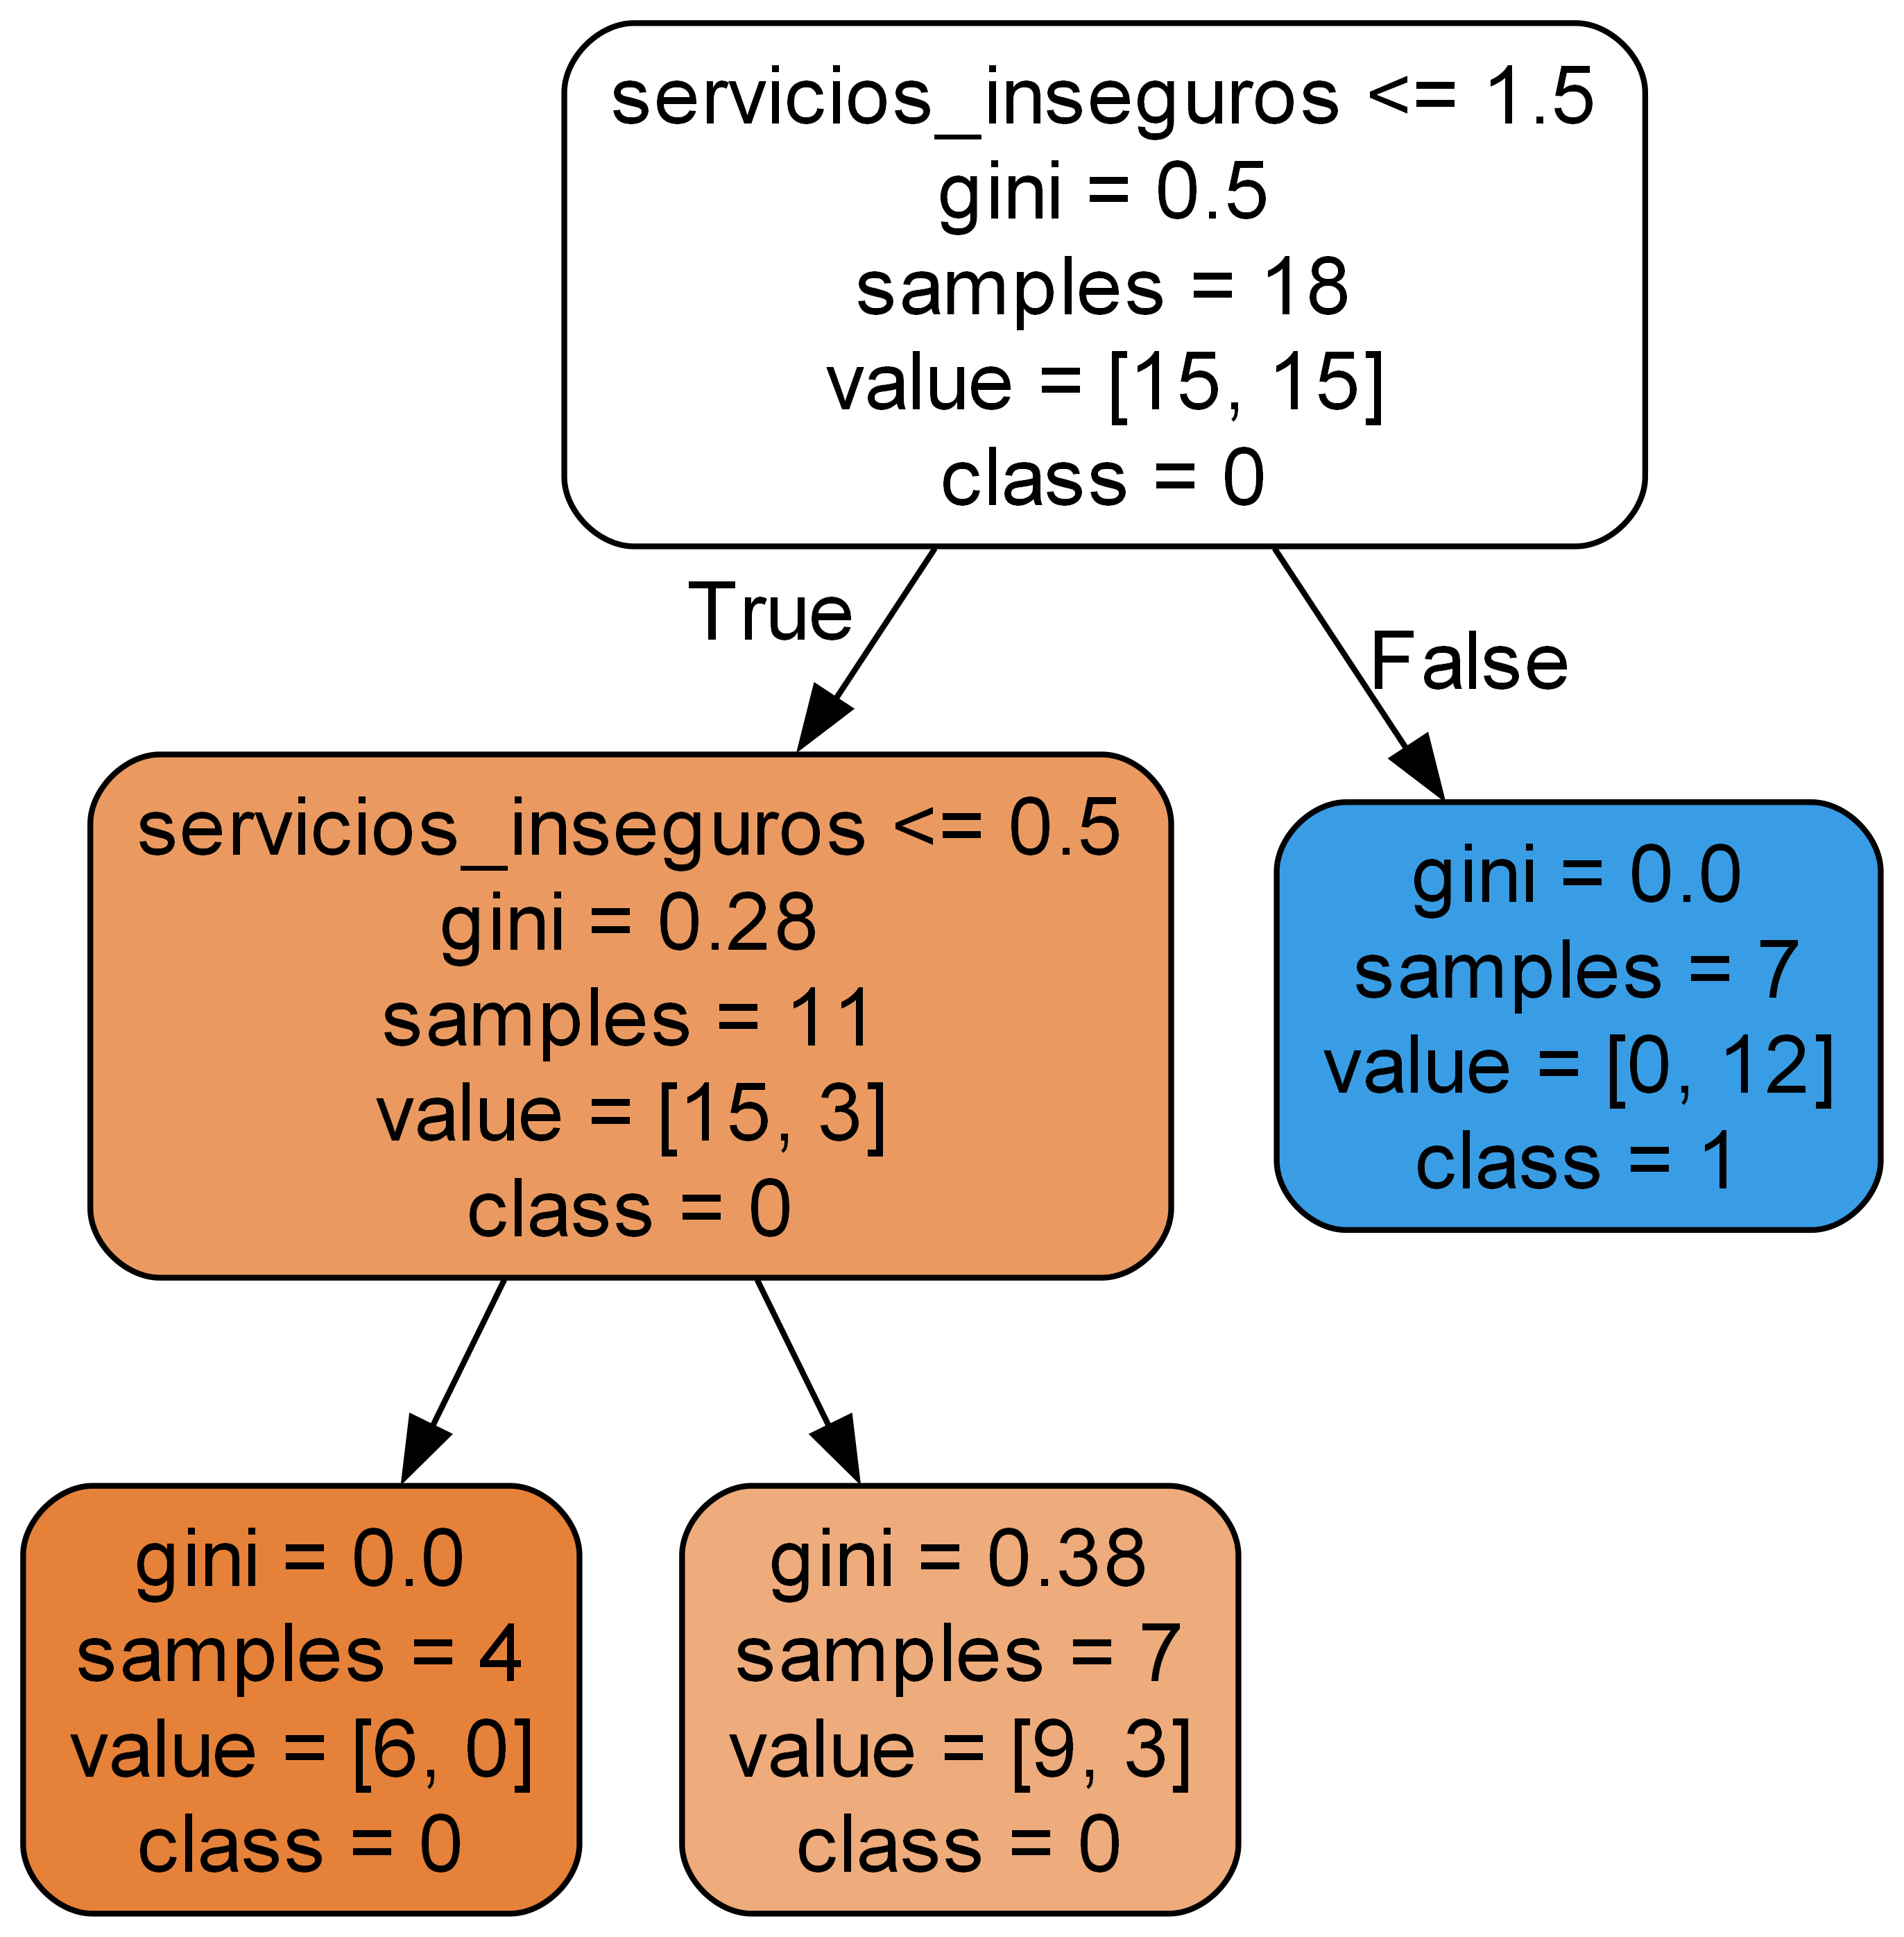 servicios_inseguros <= 1.5
gini = 0.5
samples = 18
value = [15, 15]
class = 0
True
False
servicios_inseguros <= 0.5
gini = 0.28
samples = 11
value = [15, 3]
class = 0
gini = 0.0
samples = 7
value = [0, 12]
class = 1
gini = 0.0
samples = 4
value = [6, 0]
class = 0
gini = 0.38
samples = 7
value = [9, 3]
class = 0